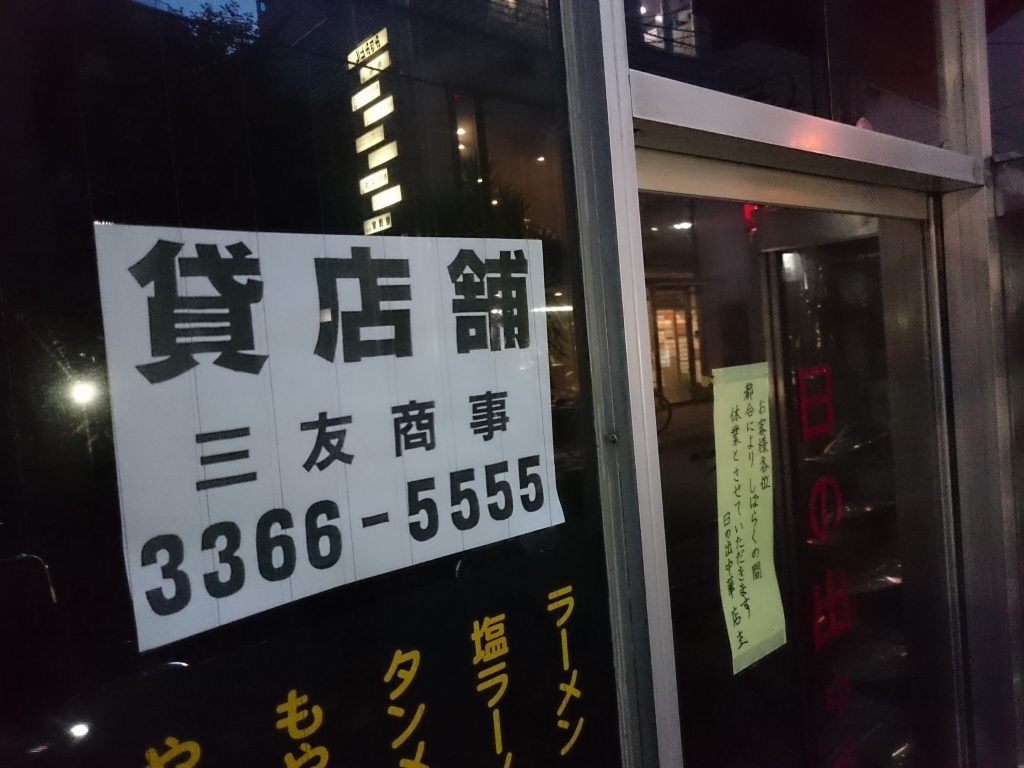 貸店舗
三友商事
3366-5555
ラーメン
塩ラー
タンメ
もや
や
お客様各位
都合により しばらくの間
休業とさせていただきます
日の出中華 店主
日の出